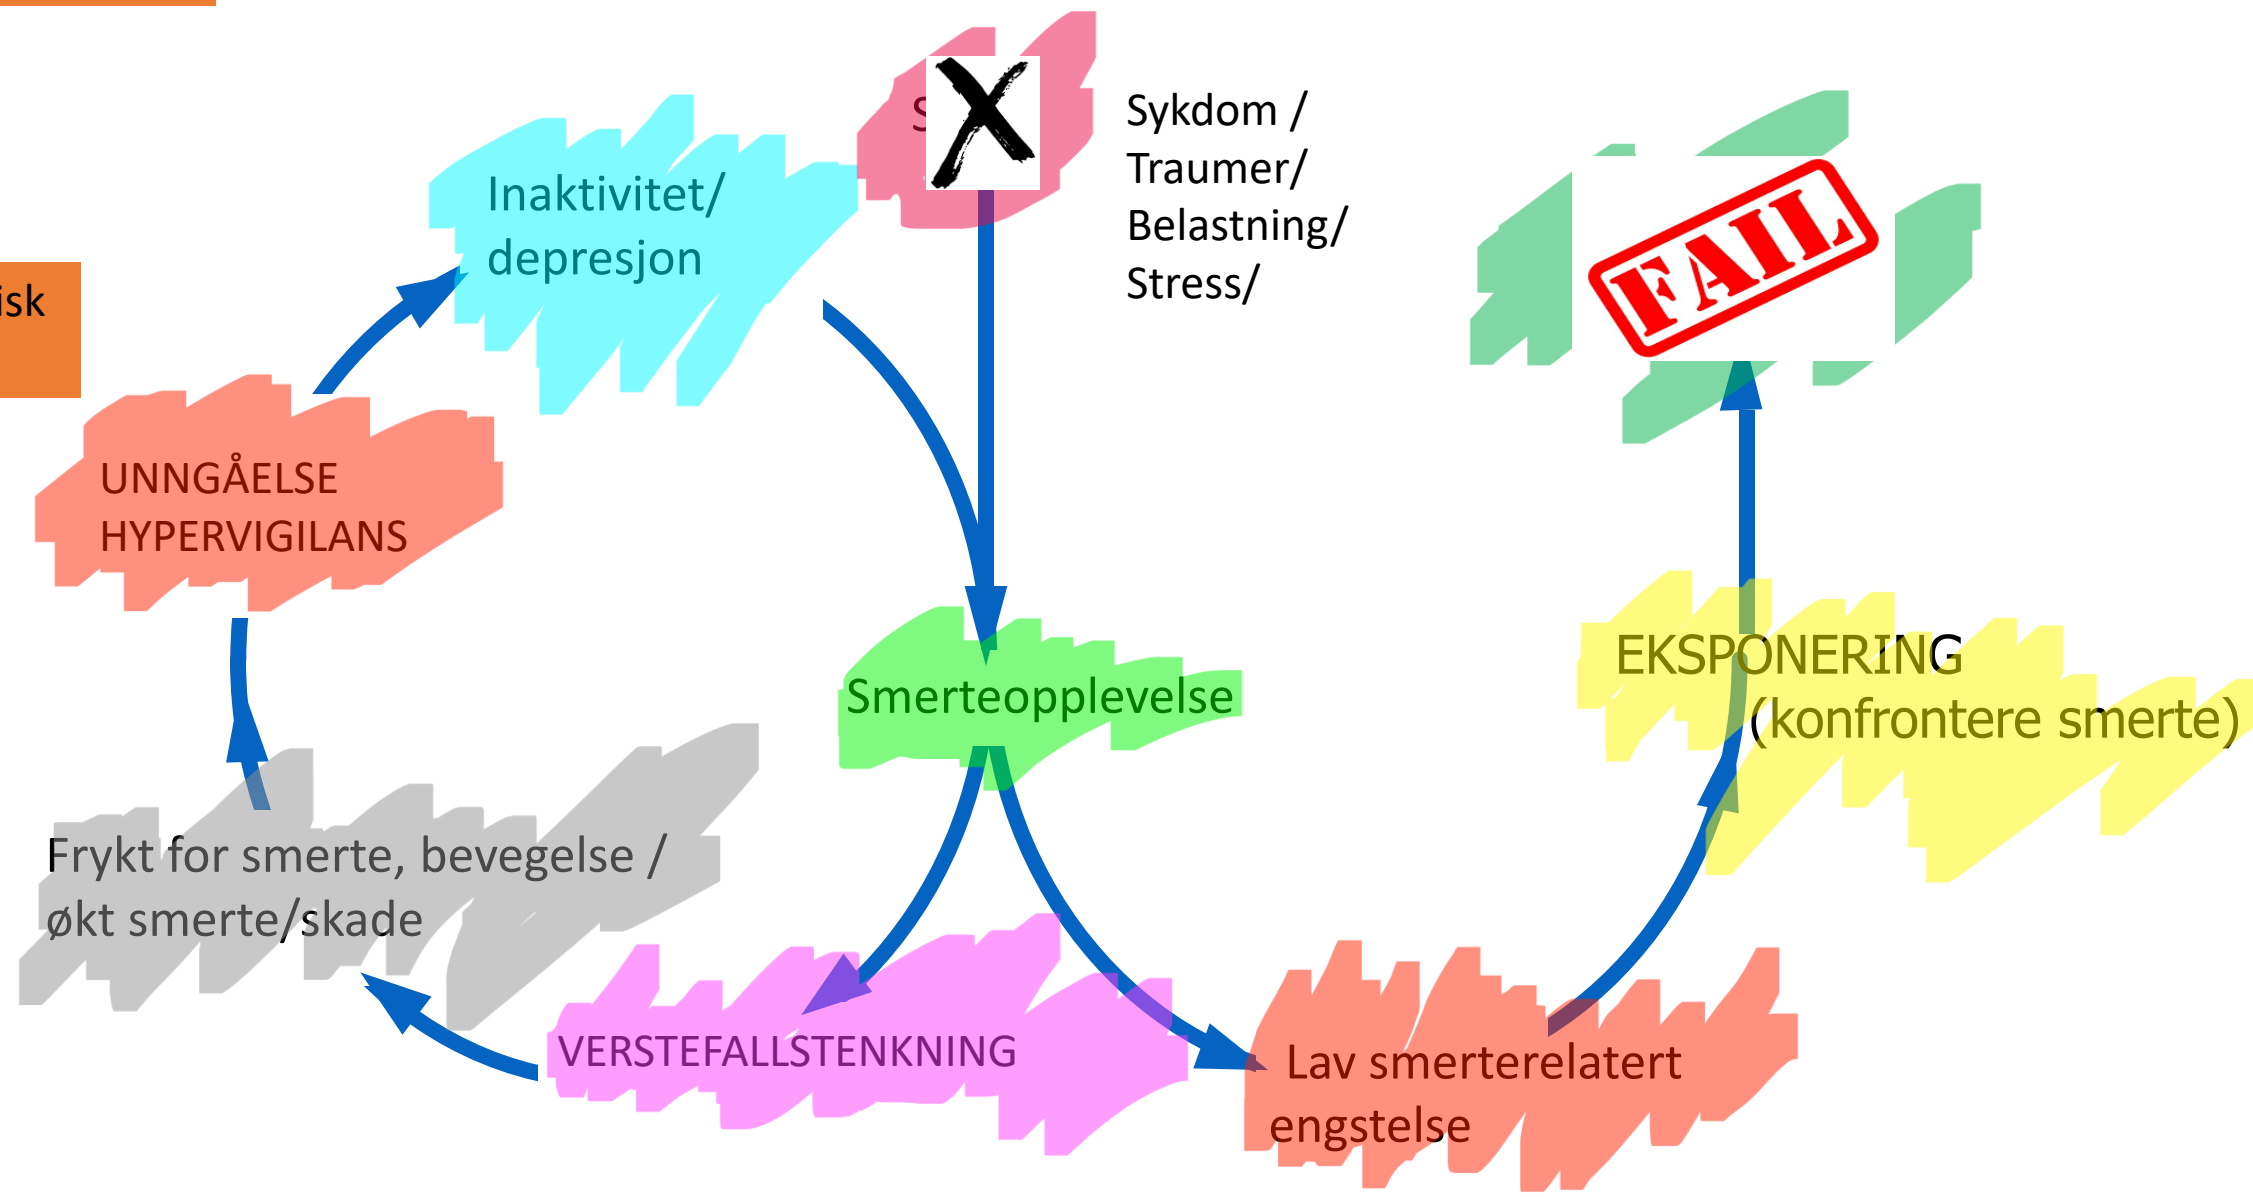 Sykdom /
Traumer/
Belastning/
Stress/
Inaktivitet/
depresjon
FAIL
UNNGÅELSE
HYPERVIGILANS
EKSPONERING
(konfrontere smerte)
Smerteopplevelse
Frykt for smerte, bevegelse /
økt smerte/skade
VERSTEFALLSTENKNING
Lav smerterelatert
engstelse